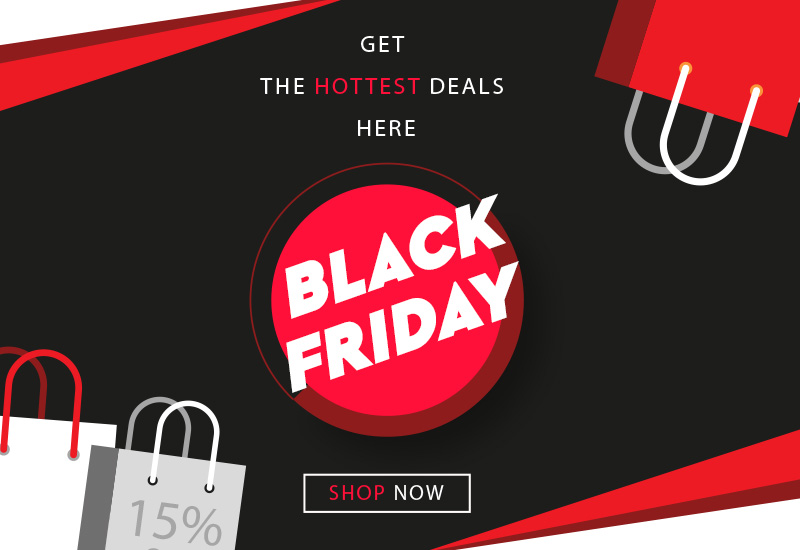 GET
THE HOTTEST DEALS
HERE
BLACK
FRIDAY
SHOP NOW
15%